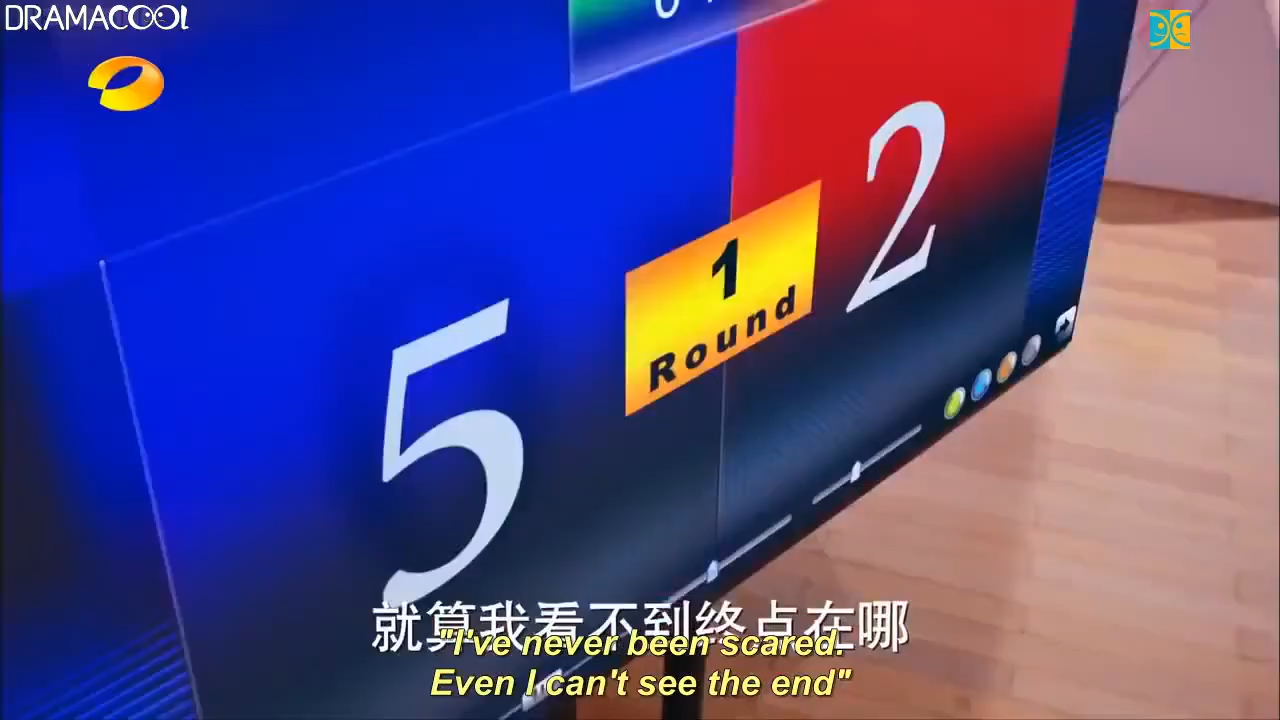 DRAMACOOL
2
1
Round
5
就算我看不到终点在哪
"I've never been scared.
Even I can't see the end"